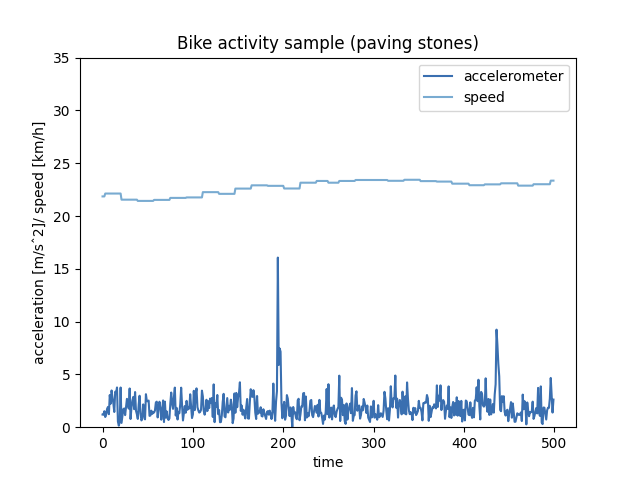 Bike activity sample (paving stones)
accelerometer
speed
acceleration [m/sˆ2]/ speed [km/h]
35
30
25
20
15
10
5
0
0 100 200 300 400 500
time